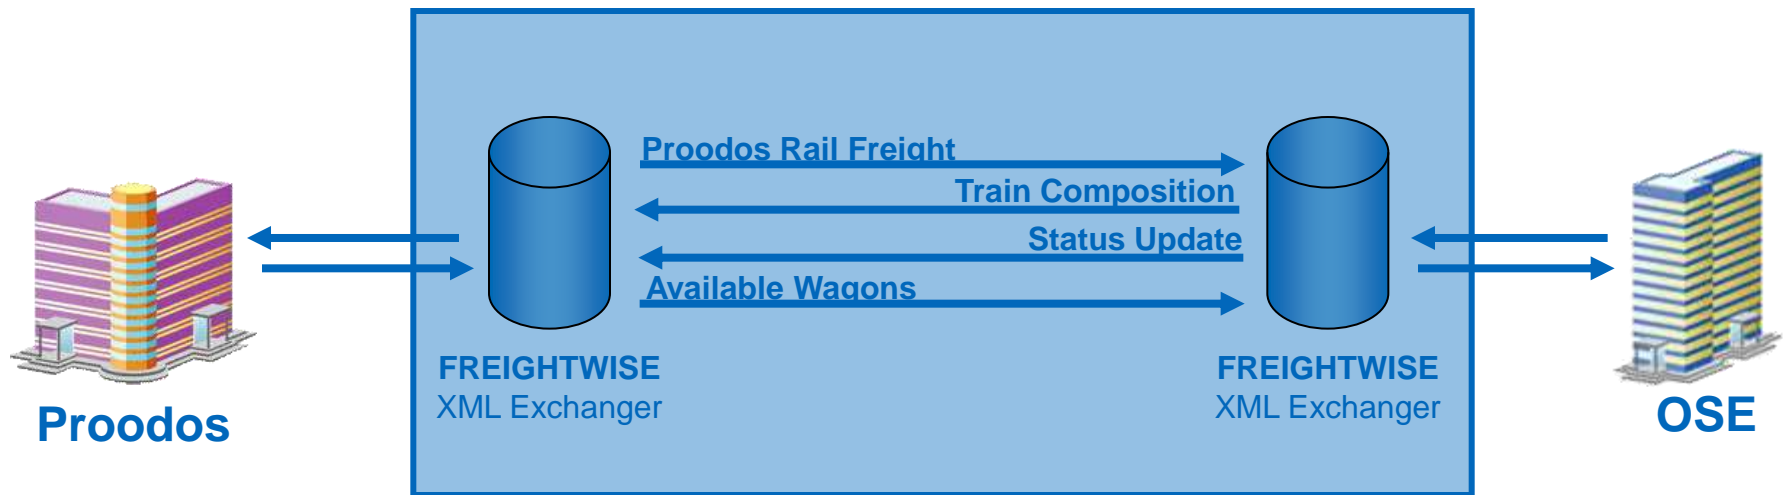 Proodos Rail Freight
Train Composition
Status Update
Available Wagons
FREIGHTWISE
XML Exchanger
FREIGHTWISE
XML Exchanger
Proodos
OSE